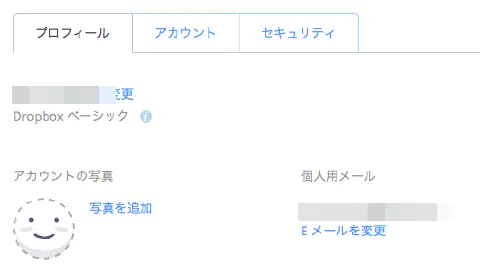 プロフィール
アカウント
セキュリティ
変更
Dropbox ベーシック i
アカウントの写真
写真を追加
個人用メール
Eメールを変更